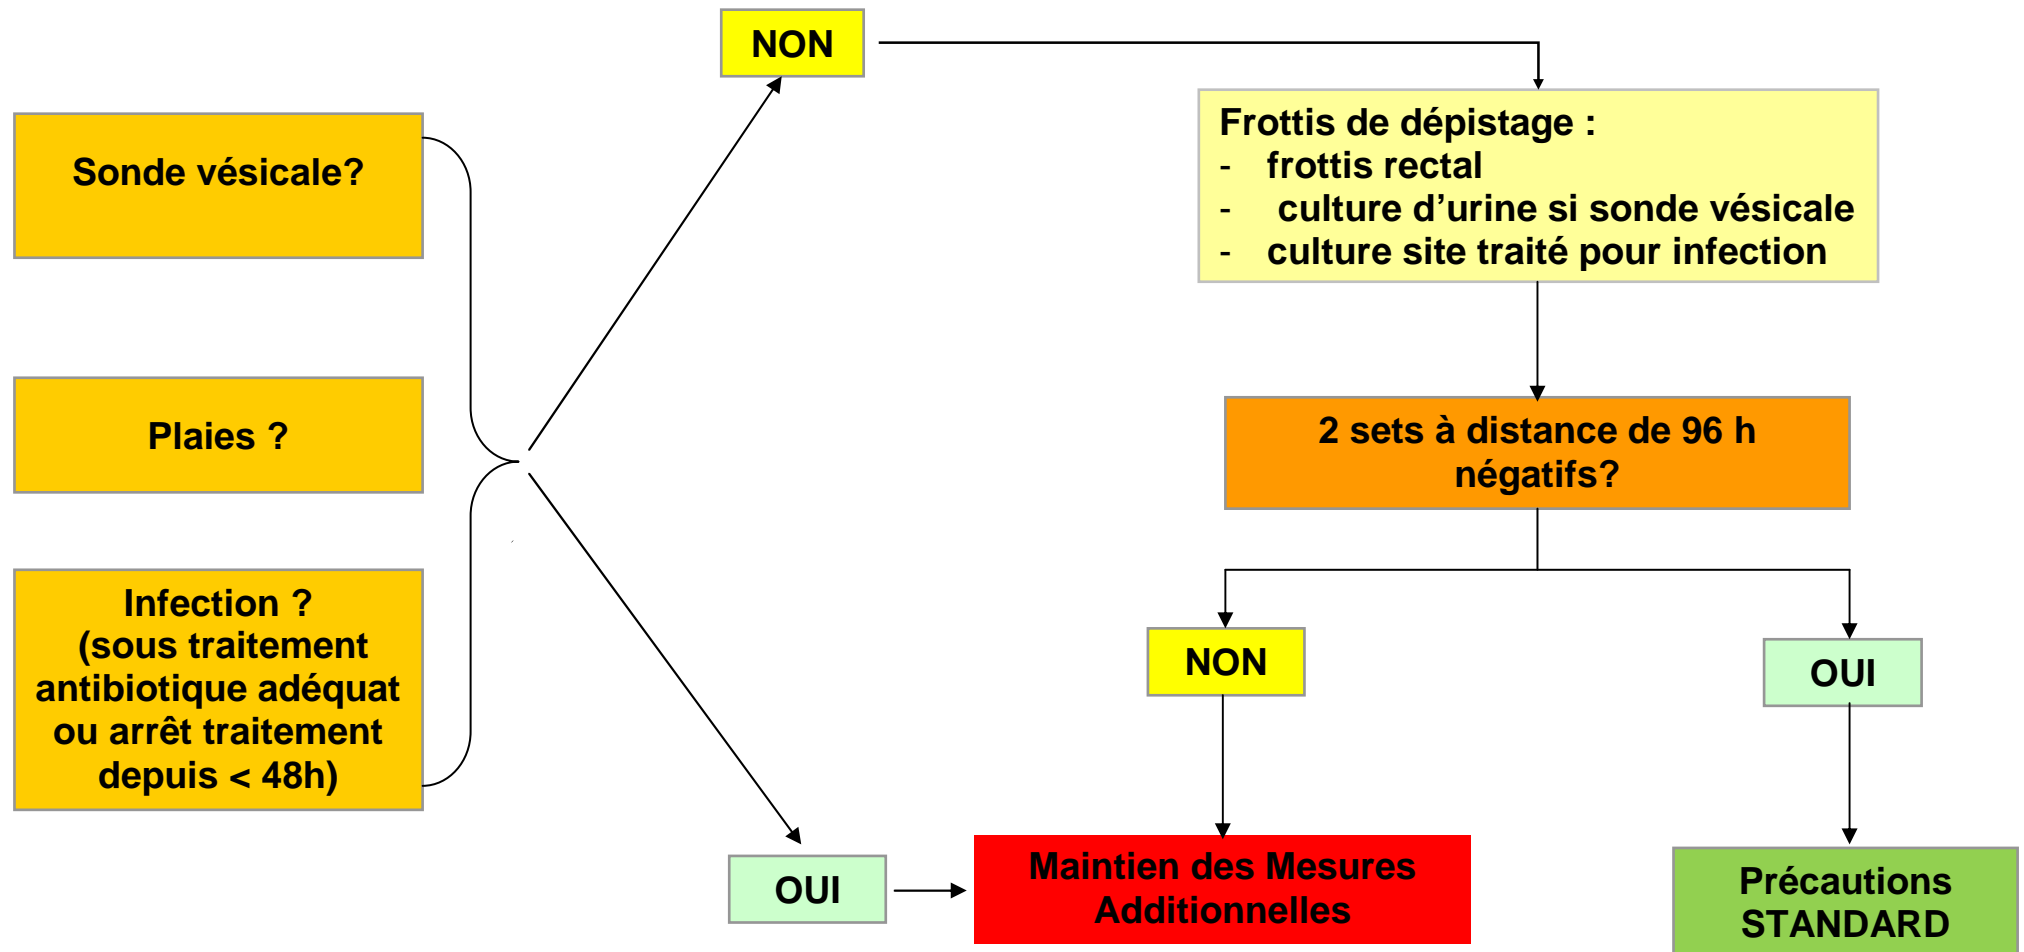 NON
Sonde vésicale?
Plaies ?
Infection ?
(sous traitement
antibiotique adéquat
ou arrêt traitement
depuis < 48h)
Frottis de dépistage :
- frottis rectal
- culture d’urine si sonde vésicale
- culture site traité pour infection
2 sets à distance de 96 h
négatifs?
NON
OUI
OUI
Maintien des Mesures
Additionnelles
Précautions
STANDARD